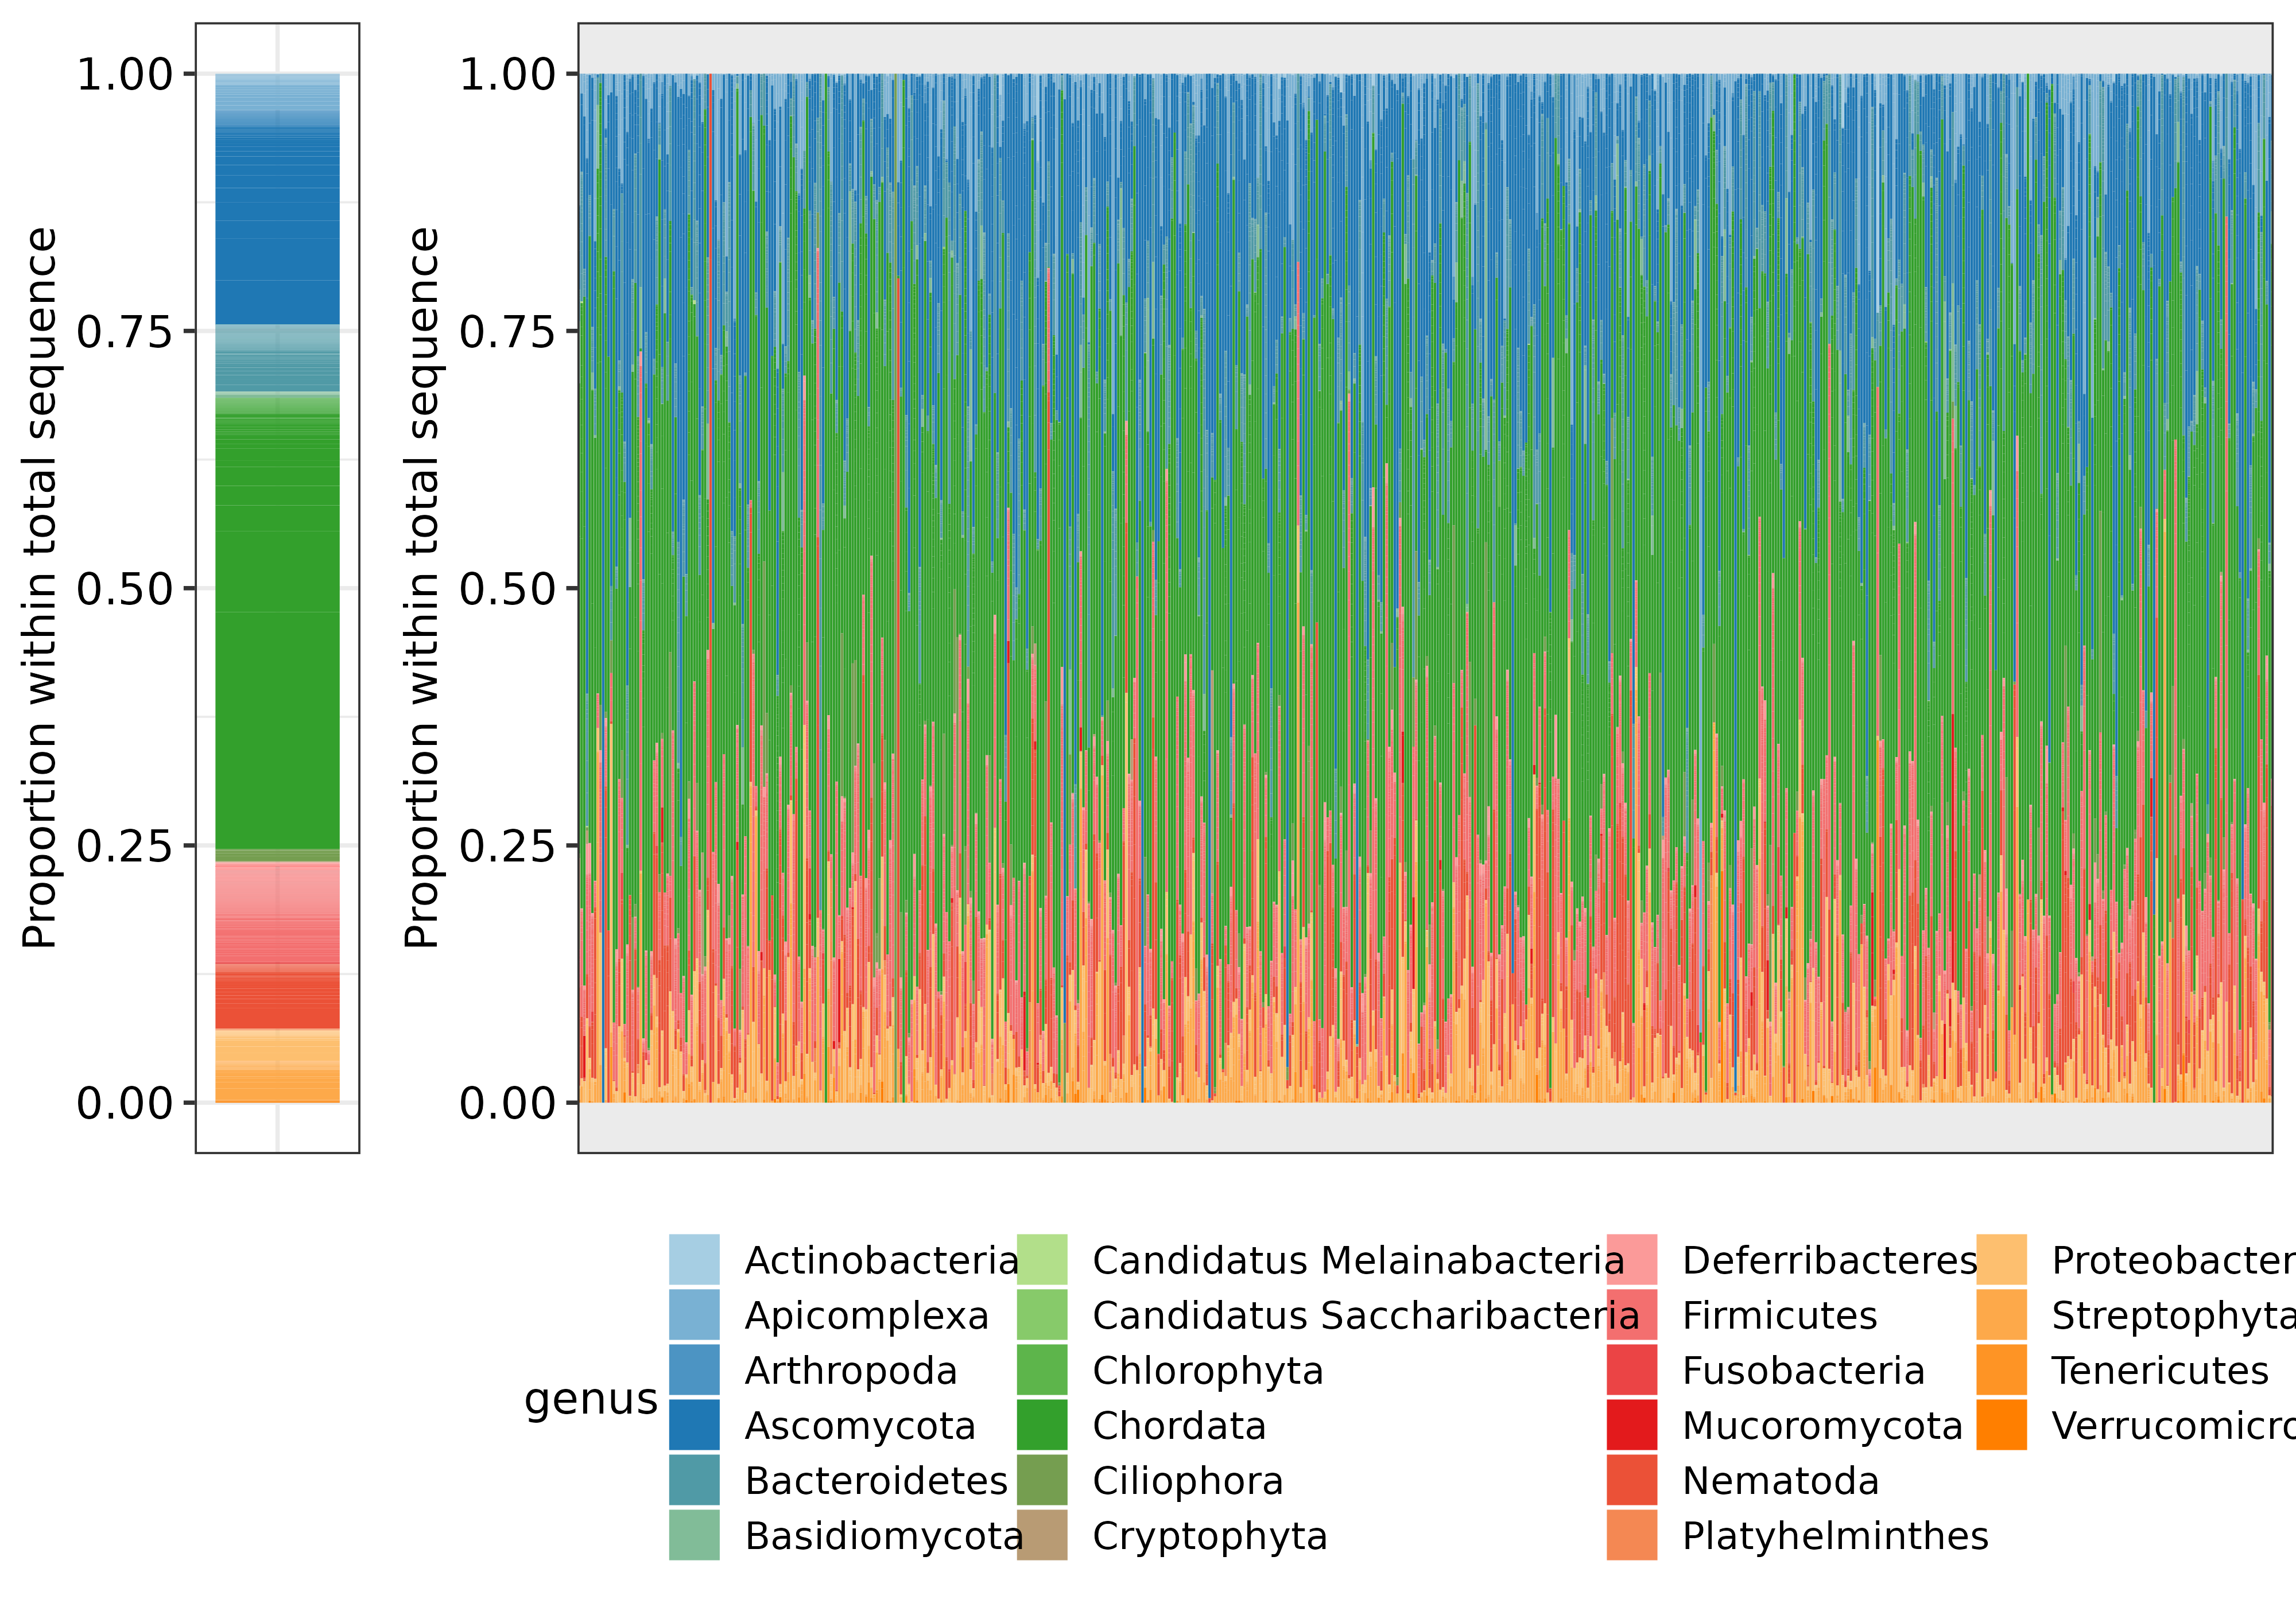 Proportion within total sequence
1.00
0.75
0.50
0.25
0.00
Proportion within total sequence
1.00
0.75
0.50
0.25
0.00
genus
Actinobacteria
Apicomplexa
Arthropoda
Ascomycota
Bacteroidetes
Basidiomycota
Candidatus Melainabacteria
Candidatus Saccharibacteria
Chlorophyta
Chordata
Ciliophora
Cryptophyta
Deferribacteres
Firmicutes
Fusobacteria
Mucoromycota
Nematoda
Platyhelminthes
Proteobacter
Streptophyta
Tenericutes
Verrucomicro